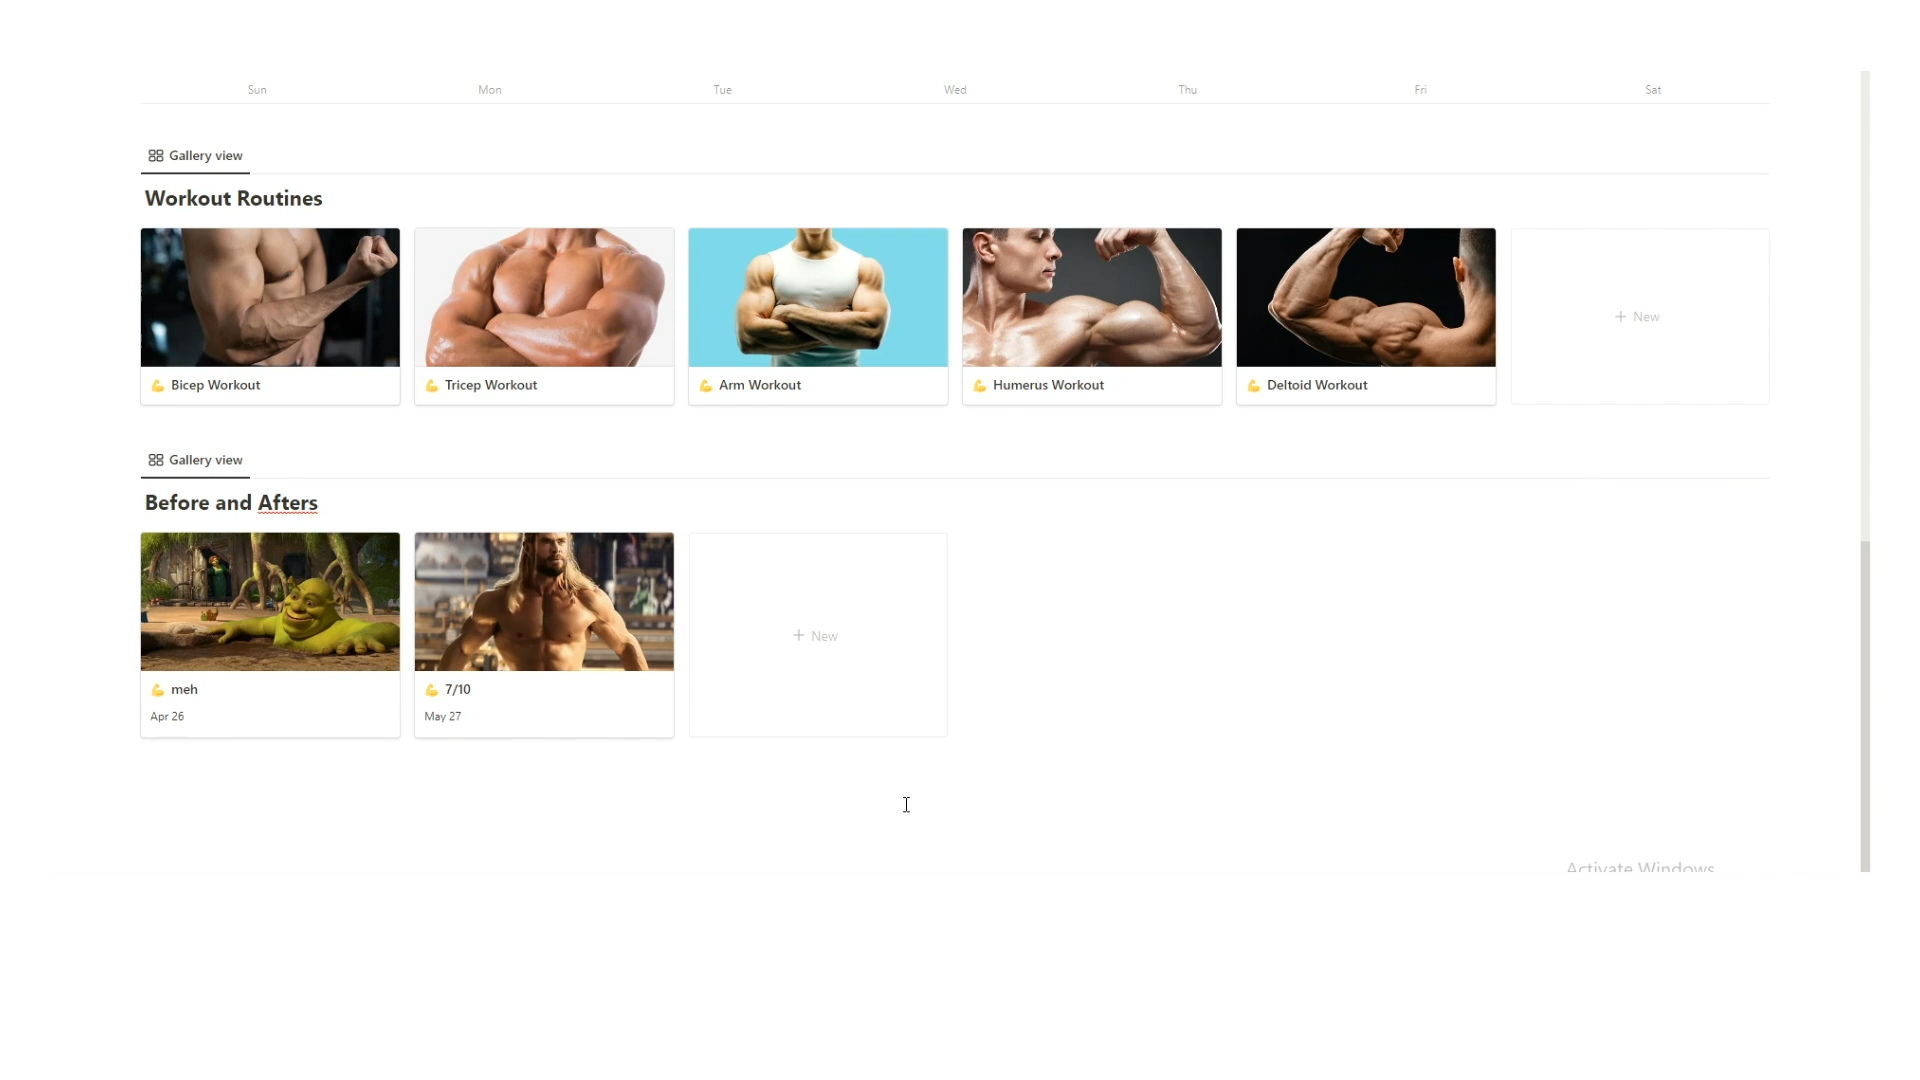 Sun Mon Tue Wed Thu Fri Sat
Gallery view
Workout Routines
Bicep Workout
Tricep Workout
Arm Workout
Humerus Workout
Deltoid Workout
+ New
Gallery view
Before and Afters
meh
Apr 26
7/10
May 27
+ New
Activate Windows